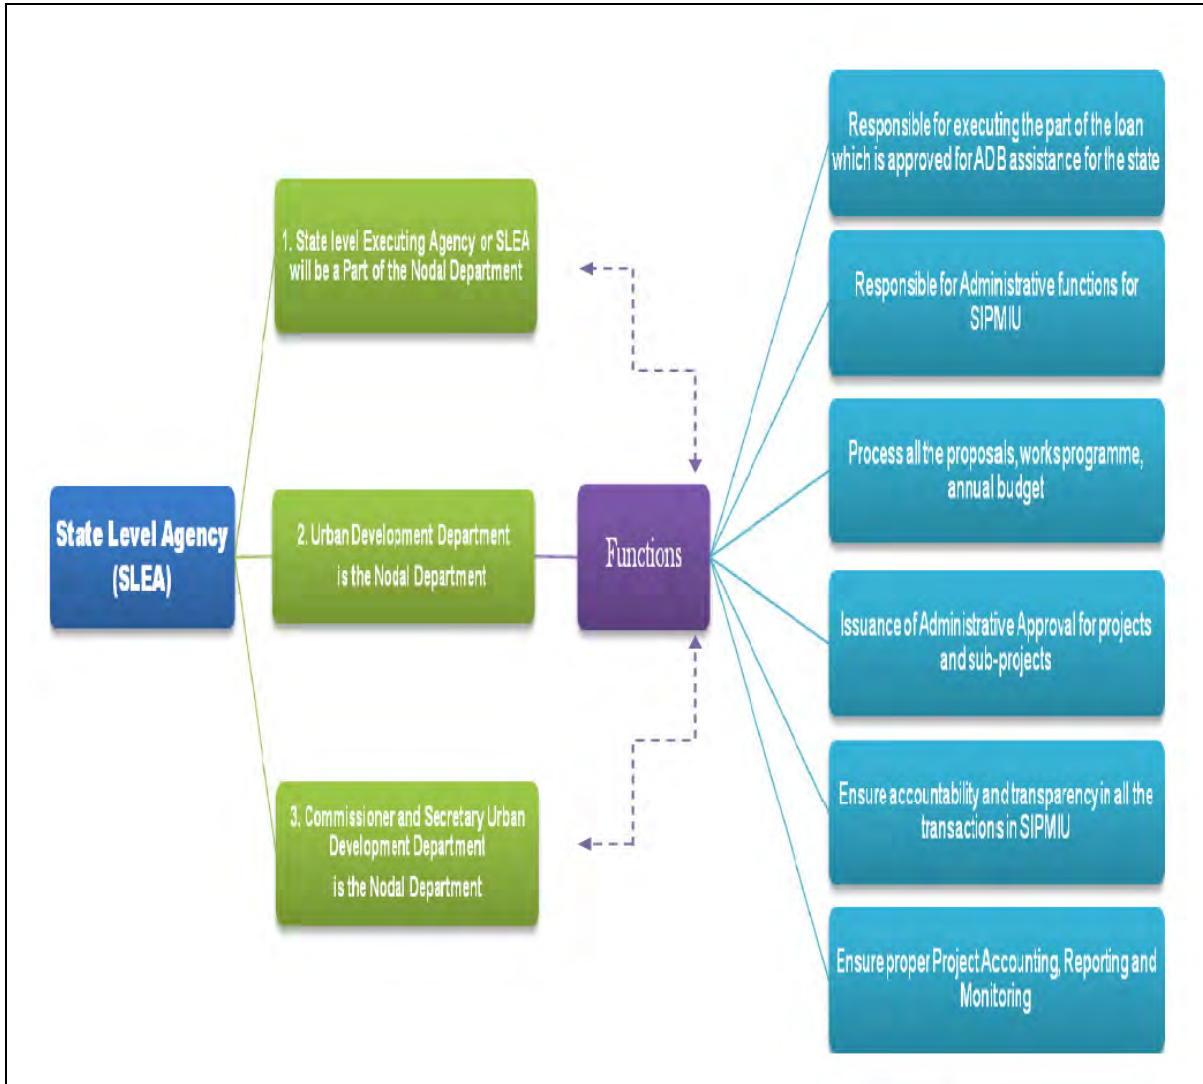 State Level Agency
(SLEA)
1. State level Executing Agency or SLEA
will be a Part of the Nodal Department
2. Urban Development Department
is the Nodal Department
3. Commissioner and Secretary Urban
Development Department
is the Nodal Department
Functions
Responsible for executing the part of the loan
which is approved for ADB assistance for the state
Responsible for Administrative functions for
SIPMIU
Process all the proposals, works programme,
annual budget
Issuance of Administrative Approval for projects
and sub-projects
Ensure accountability and transparency in all the
transactions in SIPMIU
Ensure proper Project Accounting, Reporting and
Monitoring